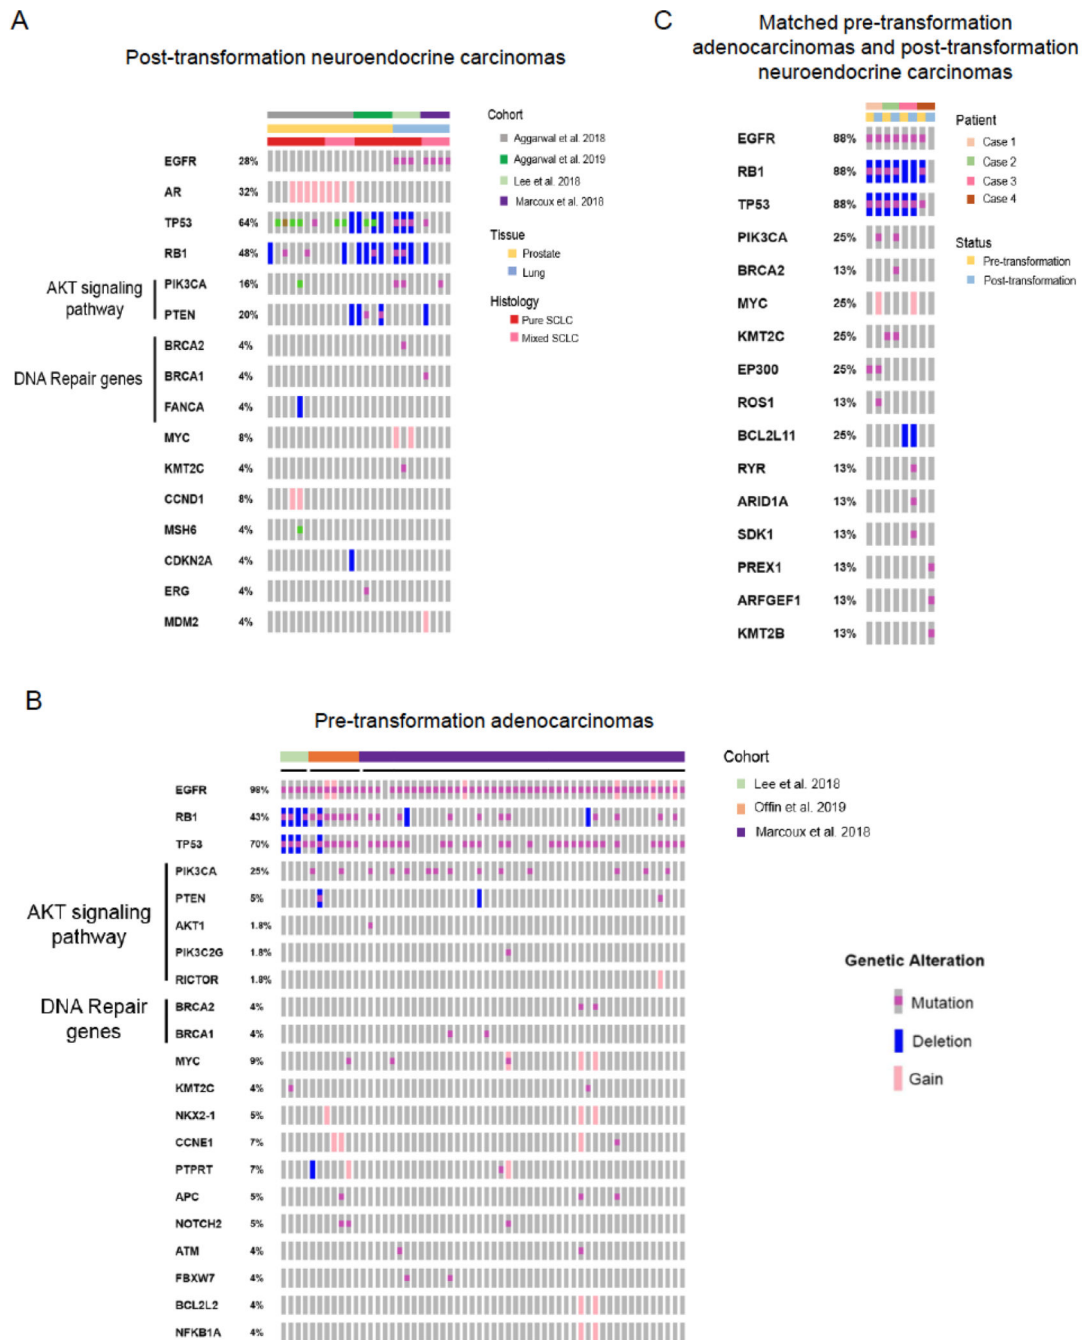 A
Post-transformation neuroendocrine carcinomas
EGFR 28%
AR 32%
TP53 64%
RB1 48%
PIK3CA 16%
PTEN 20%
BRCA2 4%
BRCA1 4%
FANCA 4%
MYC 8%
KMT2C 4%
CCND1 8%
MSH6 4%
CDKN2A 4%
ERG 4%
MDM2 4%
AKT signaling
pathway
DNA Repair genes
Cohort
Aggarwal et al. 2018
Aggarwal et al. 2019
Lee et al. 2018
Marcoux et al. 2018
Tissue
Prostate
Lung
Histology
Pure SCLC
Mixed SCLC
C
Matched pre-transformation
adenocarcinomas and post-transformation
neuroendocrine carcinomas
EGFR 88%
RB1 88%
TP53 88%
PIK3CA 25%
BRCA2 13%
MYC 25%
KMT2C 25%
EP300 25%
ROS1 13%
BCL2L11 25%
RYR 13%
ARID1A 13%
SDK1 13%
PREX1 13%
ARFGEF1 13%
KMT2B 13%
Patient
Case 1
Case 2
Case 3
Case 4
Status
Pre-transformation
Post-transformation
B
Pre-transformation adenocarcinomas
EGFR 98%
RB1 43%
TP53 70%
PIK3CA 25%
PTEN 5%
AKT1 1.8%
PIK3C2G 1.8%
RICTOR 1.8%
BRCA2 4%
BRCA1 4%
MYC 9%
KMT2C 4%
NKX2-1 5%
CCNE1 7%
PTPRT 7%
APC 5%
NOTCH2 5%
ATM 4%
FBXW7 4%
BCL2L2 4%
NFKB1A 4%
AKT signaling
pathway
DNA Repair
genes
Cohort
Lee et al. 2018
Offin et al. 2019
Marcoux et al. 2018
Genetic Alteration
Mutation
Deletion
Gain